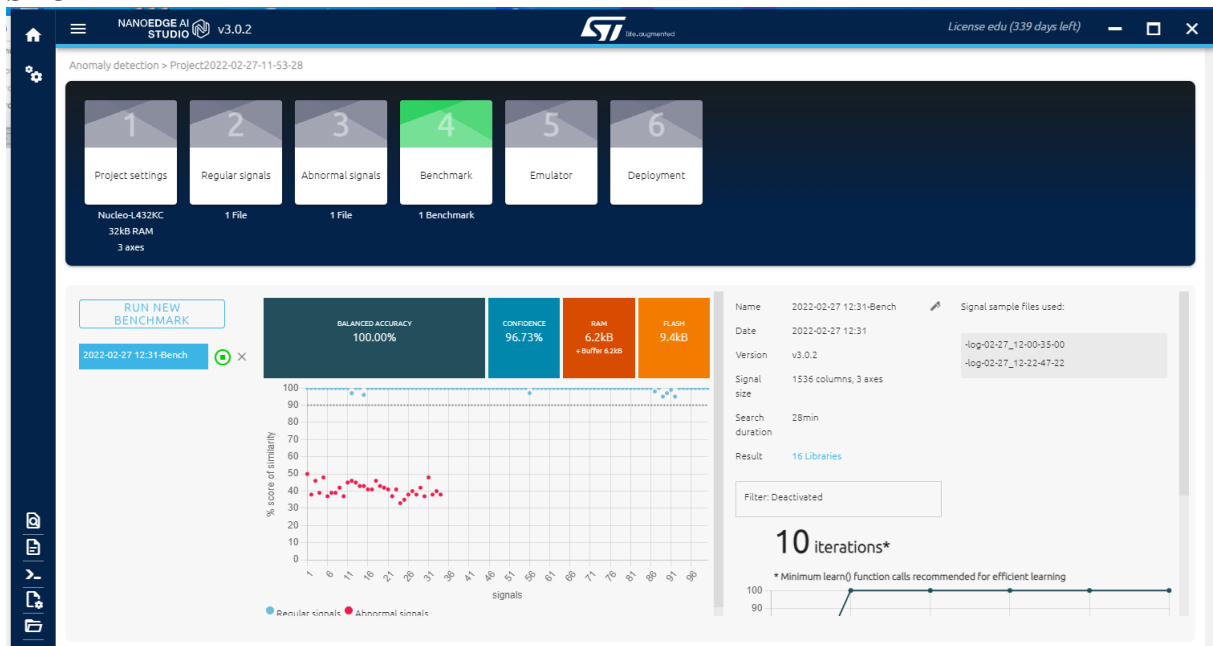 NANOEDGE AI
STUDIO v3.0.2
ST life.augmented
License edu (339 days left)
Anomaly detection > Project2022-02-27-11-53-28
1 2 3 4 5 6
Project settings Regular signals Abnormal signals Benchmark Emulator Deployment
Nucleo-L432KC 1 File 1 File 1 Benchmark
32kB RAM
3 axes
RUN NEW
BENCHMARK
2022-02-27 12:31-Bench
BALANCED ACCURACY
100.00%
CONFIDENCE
96.73%
RAM
6.2kB
+ Buffer 6.2kB
FLASH
9.4kB
% score of similarity
100
90
80
70
60
50
40
30
20
10
0
1 6 11 16 21 26 31 36 41 46 51 56 61 66 71 76 81 86 91 96
signals
Regular signals Abnormal signals
Name 2022-02-27 12:31-Bench
Date 2022-02-27 12:31
Version v3.0.2
Signal size 1536 columns, 3 axes
Search duration 28min
Result 16 Libraries
Signal sample files used:
-log-02-27_12-00-35-00
-log-02-27_12-22-47-22
Filter: Deactivated
10 iterations*
* Minimum learn() function calls recommended for efficient learning
100
90